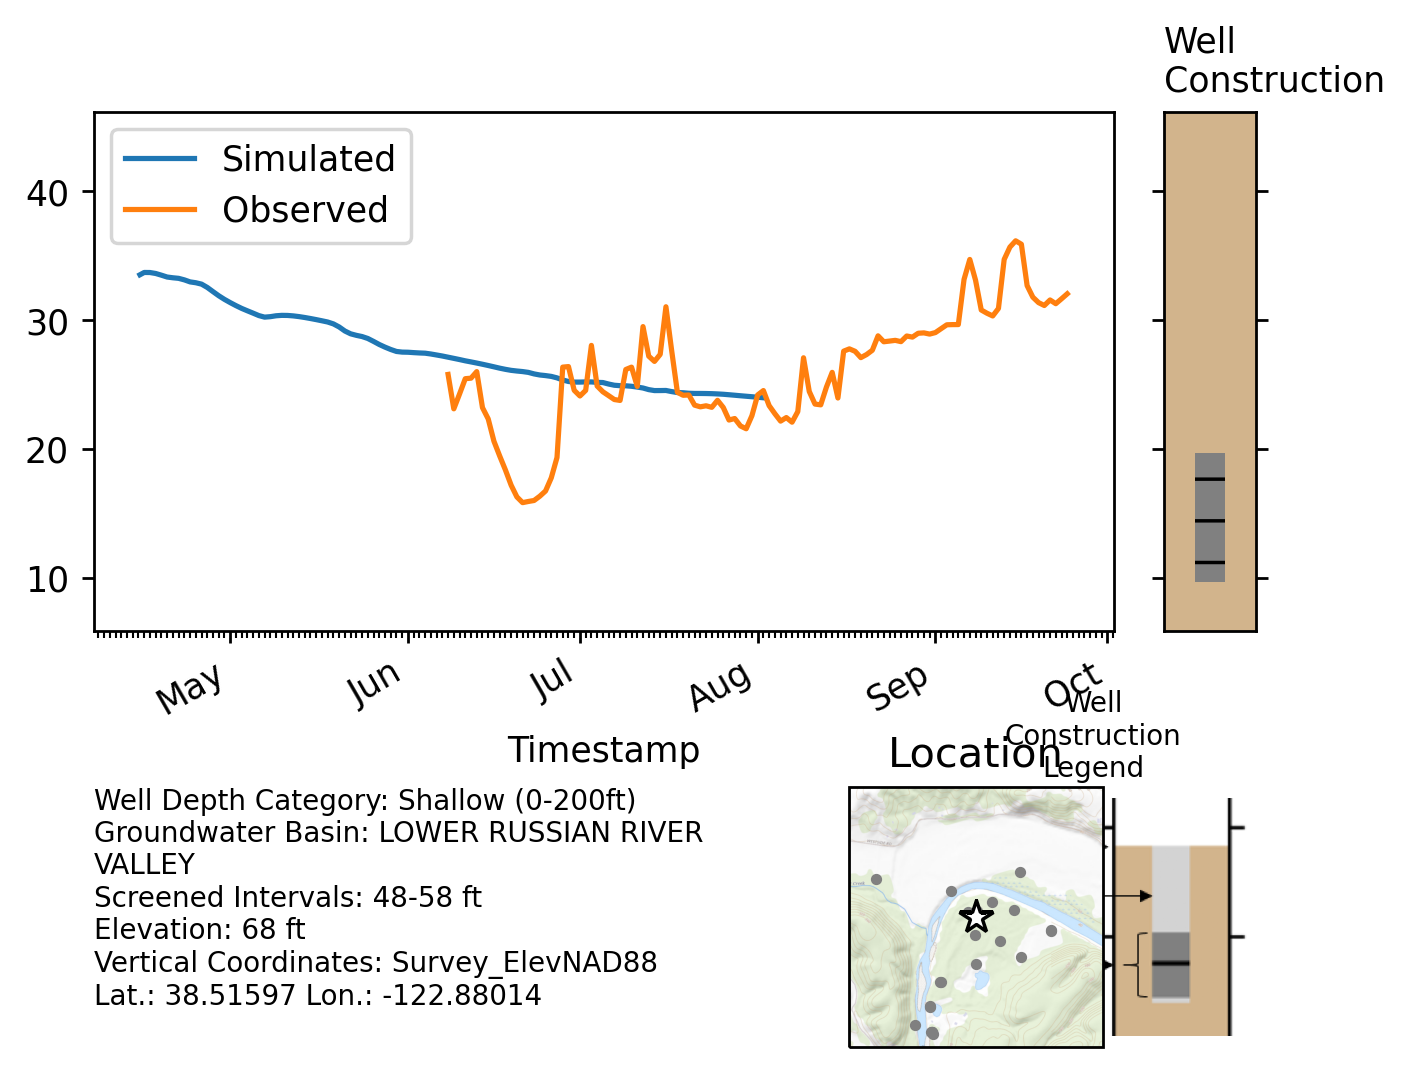 Well
Construction
Simulated
Observed
40
30
20
10
May
Jun
Jul
Aug
Sep
Oct
Timestamp
Well
Construction
Legend
Location
Well Depth Category: Shallow (0-200ft)
Groundwater Basin: LOWER RUSSIAN RIVER
VALLEY
Screened Intervals: 48-58 ft
Elevation: 68 ft
Vertical Coordinates: Survey_ElevNAD88
Lat.: 38.51597 Lon.: -122.88014